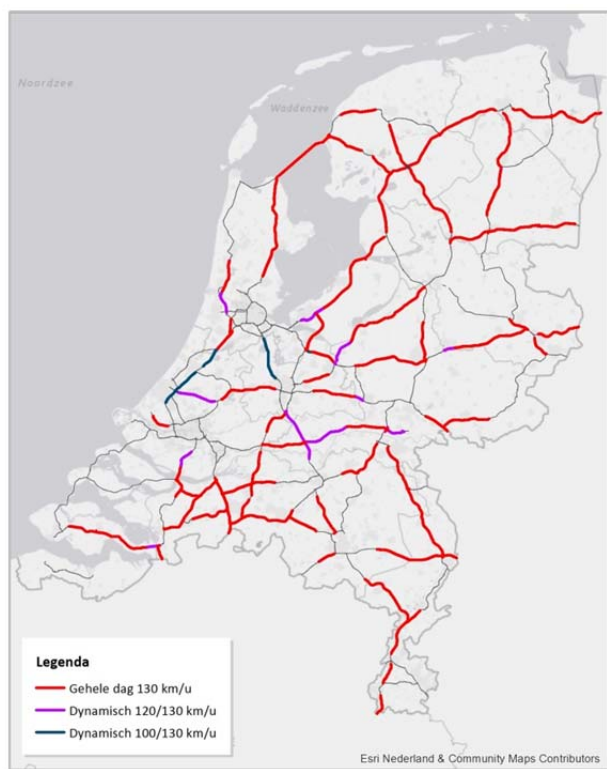 Noordzee
Waddenzee
Legenda
Gehele dag 130 km/u
Dynamisch 120/130 km/u
Dynamisch 100/130 km/u
Esri Nederland & Community Maps Contributors